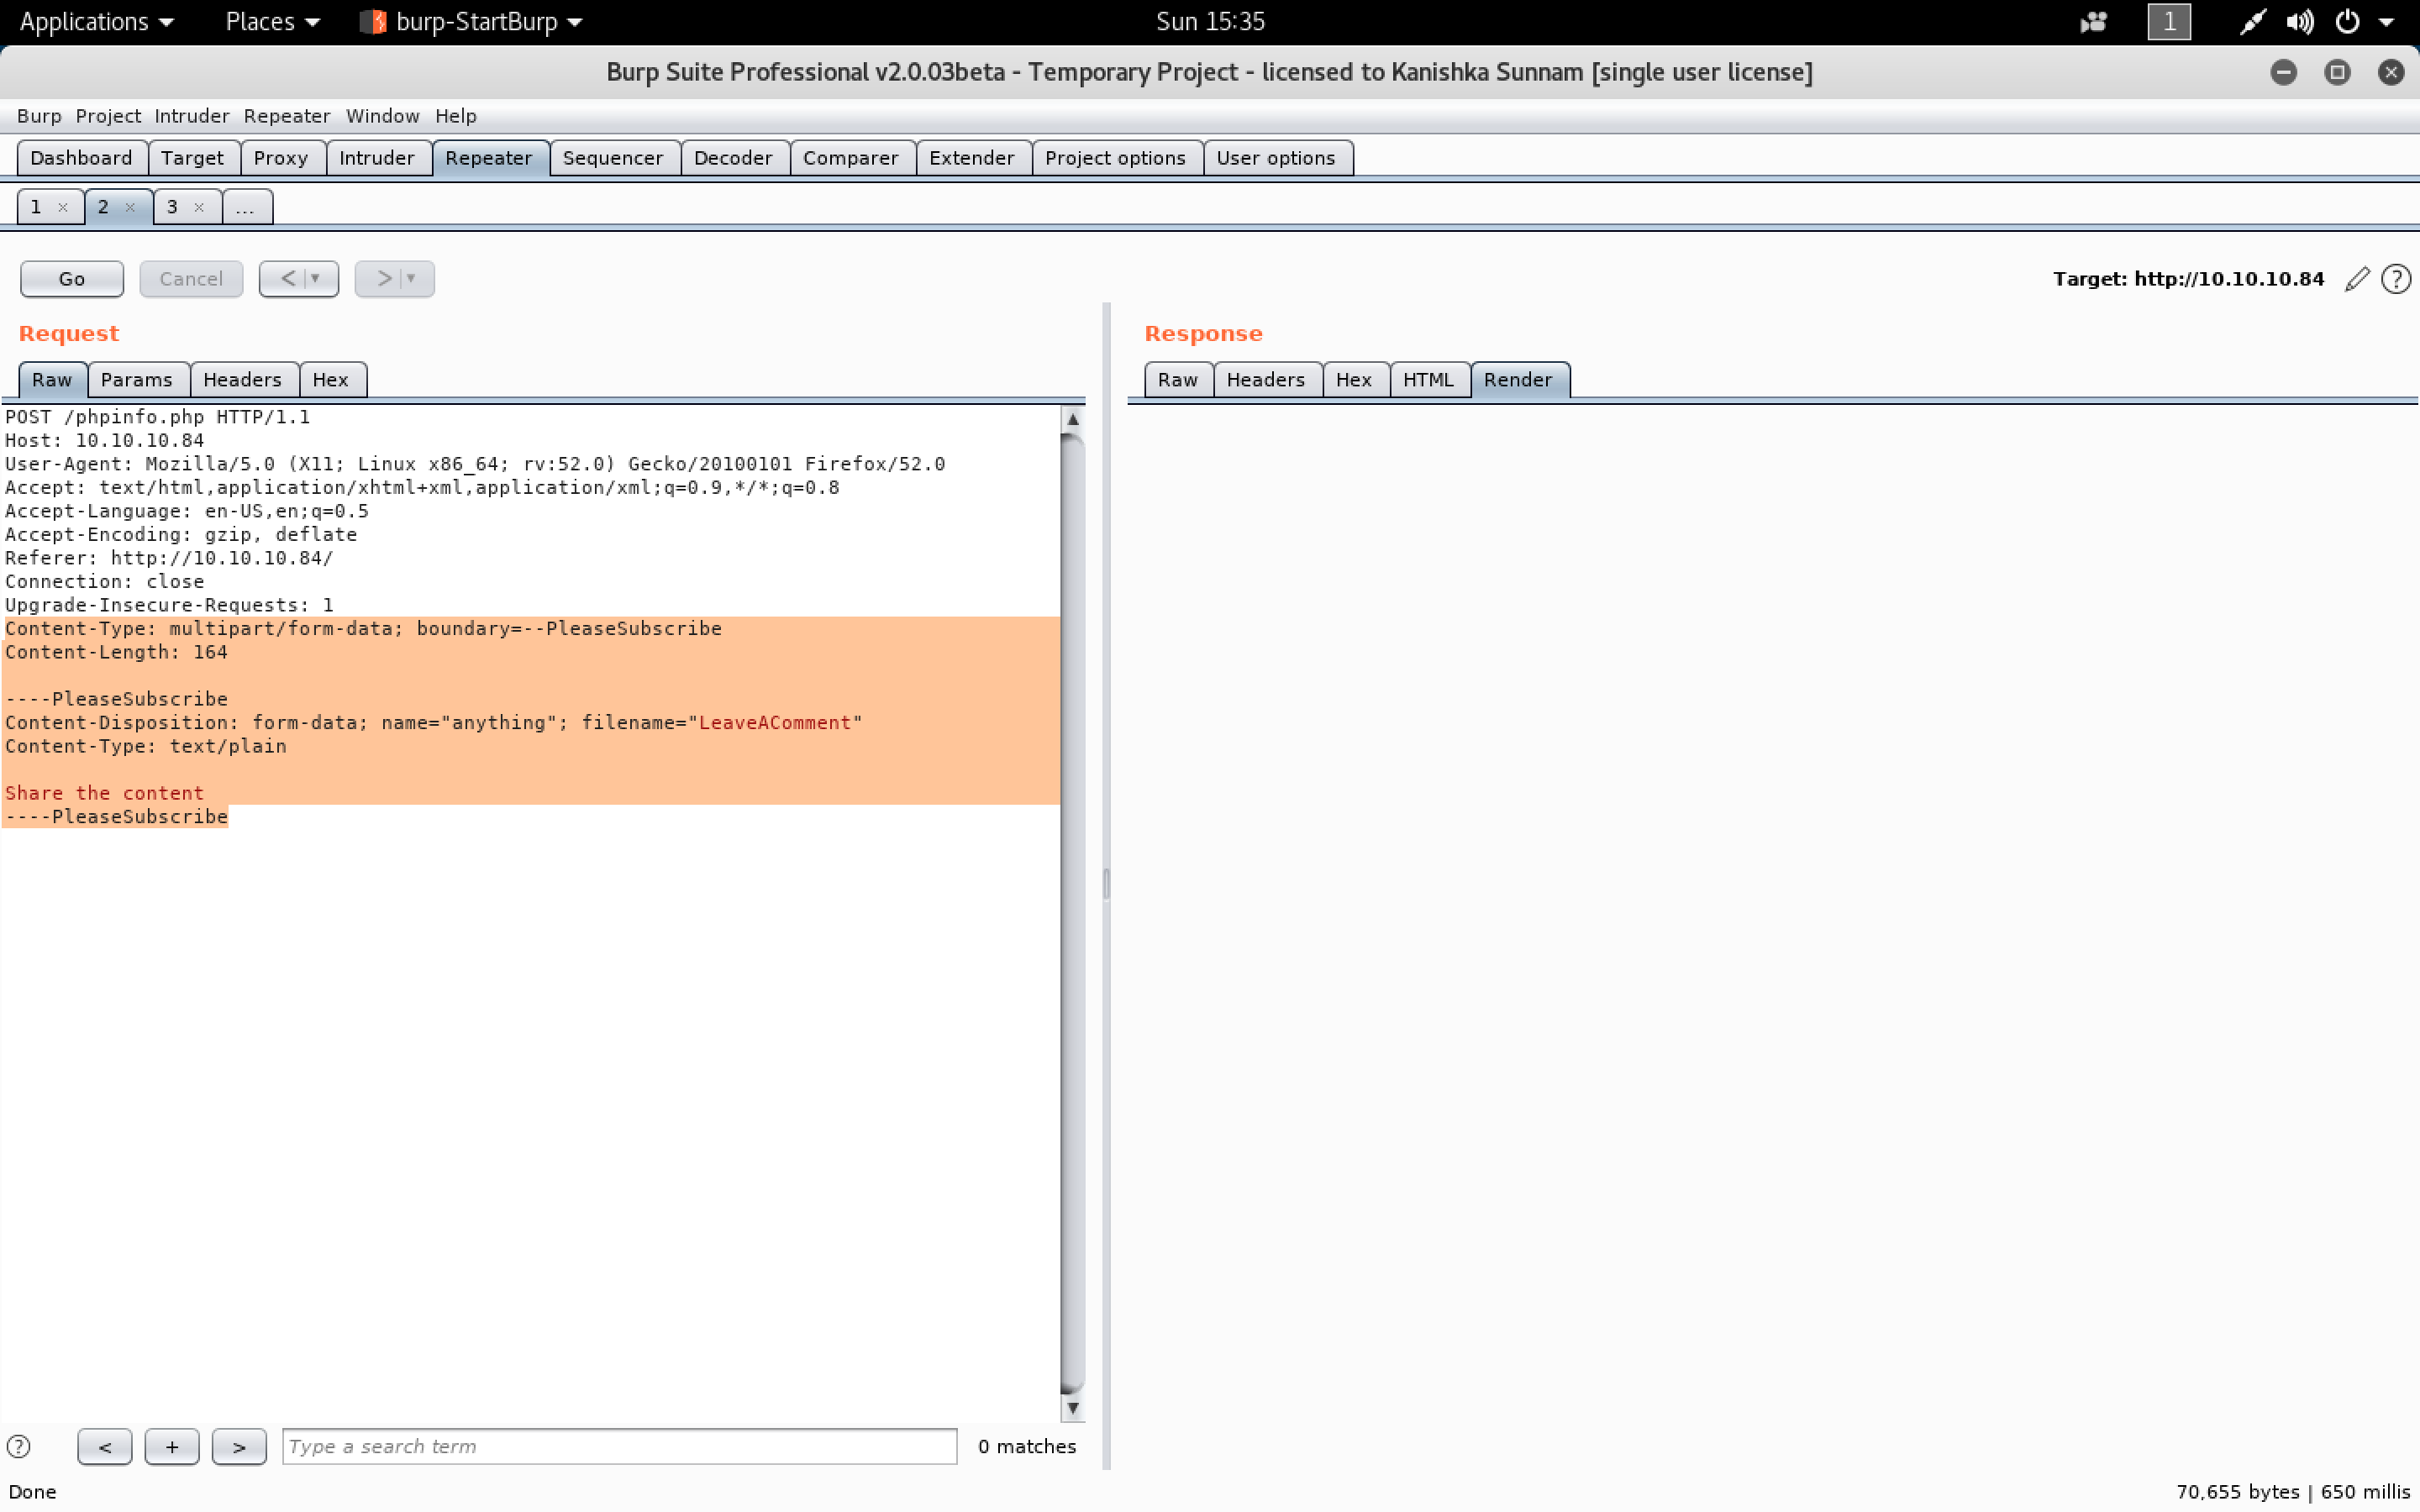 Applications Places burp-StartBurp Sun 15:35 1
Burp Suite Professional v2.0.03beta - Temporary Project - licensed to Kanishka Sunnam [single user license]
Burp Project Intruder Repeater Window Help
Dashboard Target Proxy Intruder Repeater Sequencer Decoder Comparer Extender Project options User options
1 × 2 × 3 × ...
Go Cancel < > Target: http://10.10.10.84 ?
Request
Raw Params Headers Hex
POST /phpinfo.php HTTP/1.1
Host: 10.10.10.84
User-Agent: Mozilla/5.0 (X11; Linux x86_64; rv:52.0) Gecko/20100101 Firefox/52.0
Accept: text/html,application/xhtml+xml,application/xml;q=0.9,*/*;q=0.8
Accept-Language: en-US,en;q=0.5
Accept-Encoding: gzip, deflate
Referer: http://10.10.10.84/
Connection: close
Upgrade-Insecure-Requests: 1
Content-Type: multipart/form-data; boundary=--PleaseSubscribe
Content-Length: 164
----PleaseSubscribe
Content-Disposition: form-data; name="anything"; filename="LeaveAComment"
Content-Type: text/plain
Share the content
----PleaseSubscribe
? < + > Type a search term 0 matches
Response
Raw Headers Hex HTML Render
Done 70,655 bytes | 650 millis